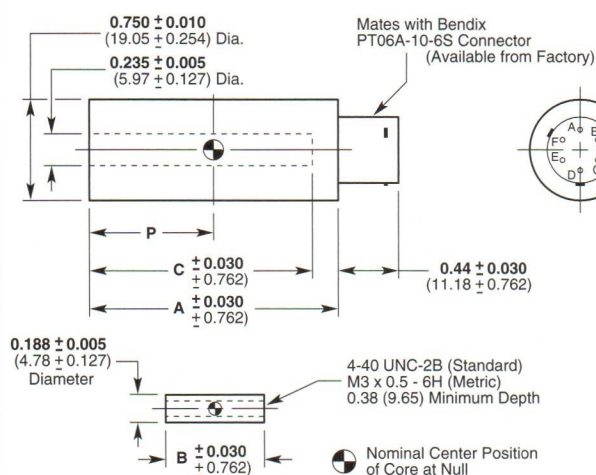 0.750 ± 0.010
(19.05 ± 0.254) Dia.
0.235 ± 0.005
(5.97 ± 0.127) Dia.
Mates with Bendix
PT06A-10-6S Connector
(Available from Factory)
A
F
E
D
P
C ± 0.030
± 0.762)
A ± 0.030
± 0.762)
0.44 ± 0.030
(11.18 ± 0.762)
0.188 ± 0.005
(4.78 ± 0.127)
Diameter
4-40 UNC-2B (Standard)
M3 x 0.5 - 6H (Metric)
0.38 (9.65) Minimum Depth
B ± 0.030
± 0.762)
Nominal Center Position
of Core at Null